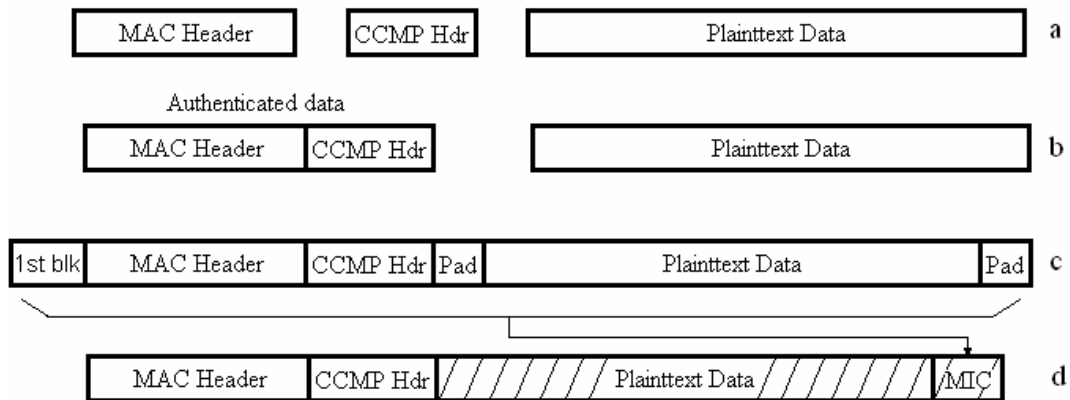 MAC Header CCMP Hdr Plainttext Data a
Authenticated data
MAC Header CCMP Hdr Plainttext Data b
1st blk MAC Header CCMP Hdr Pad Plainttext Data Pad c
MAC Header CCMP Hdr Plainttext Data MIC d